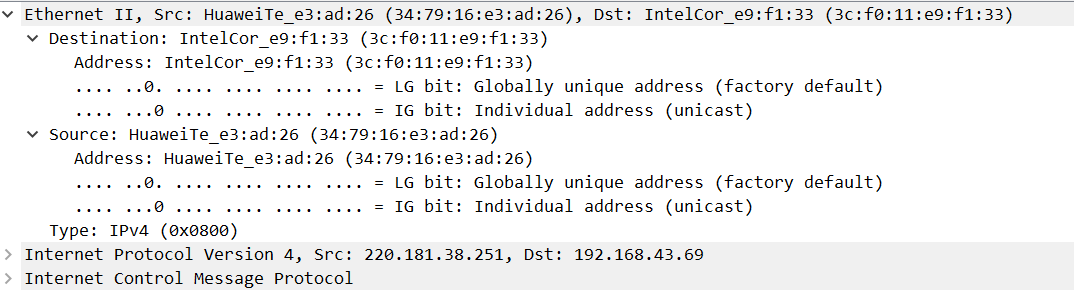 Ethernet II, Src: HuaweiTe_e3:ad:26 (34:79:16:e3:ad:26), Dst: IntelCor_e9:f1:33 (3c:f0:11:e9:f1:33)
Destination: IntelCor_e9:f1:33 (3c:f0:11:e9:f1:33)
Address: IntelCor_e9:f1:33 (3c:f0:11:e9:f1:33)
.... ..0. .... .... .... .... = LG bit: Globally unique address (factory default)
.... ...0 .... .... .... .... = IG bit: Individual address (unicast)
Source: HuaweiTe_e3:ad:26 (34:79:16:e3:ad:26)
Address: HuaweiTe_e3:ad:26 (34:79:16:e3:ad:26)
.... ..0. .... .... .... .... = LG bit: Globally unique address (factory default)
.... ...0 .... .... .... .... = IG bit: Individual address (unicast)
Type: IPv4 (0x0800)
Internet Protocol Version 4, Src: 220.181.38.251, Dst: 192.168.43.69
Internet Control Message Protocol